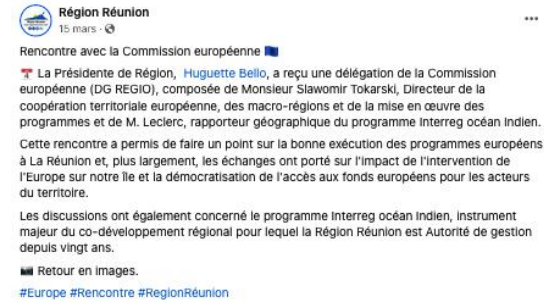 Région Réunion
15 mars
Rencontre avec la Commission européenne 🇪🇺
📅 La Présidente de Région, Huguette Bello, a reçu une délégation de la Commission
européenne (DG REGIO), composée de Monsieur Slawomir Tokarski, Directeur de la
coopération territoriale européenne, des macro-régions et de la mise en œuvre des
programmes et de M. Leclerc, rapporteur géographique du programme Interreg océan Indien.
Cette rencontre a permis de faire un point sur la bonne exécution des programmes européens
à La Réunion et, plus largement, les échanges ont porté sur l'impact de l'intervention de
l'Europe sur notre île et la démocratisation de l'accès aux fonds européens pour les acteurs
du territoire.
Les discussions ont également concerné le programme Interreg océan Indien, instrument
majeur du co-développement régional pour lequel la Région Réunion est Autorité de gestion
depuis vingt ans.
📷 Retour en images.
#Europe #Rencontre #RegionRéunion